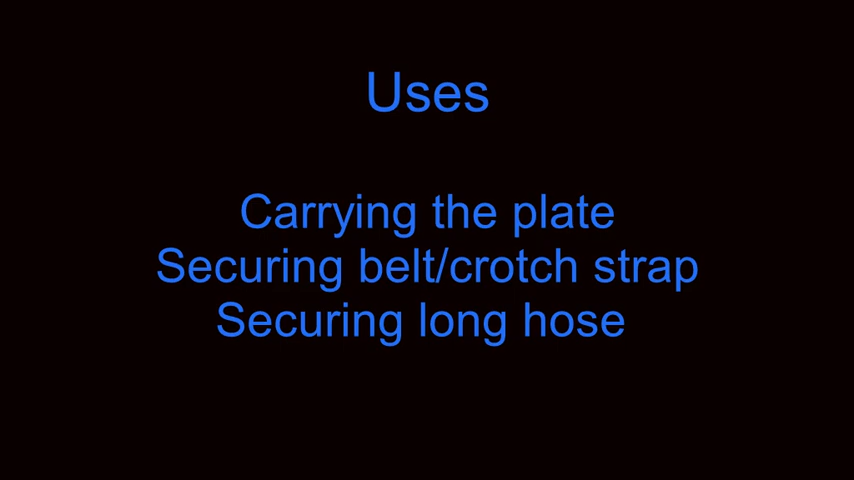 Uses
Carrying the plate
Securing belt/crotch strap
Securing long hose